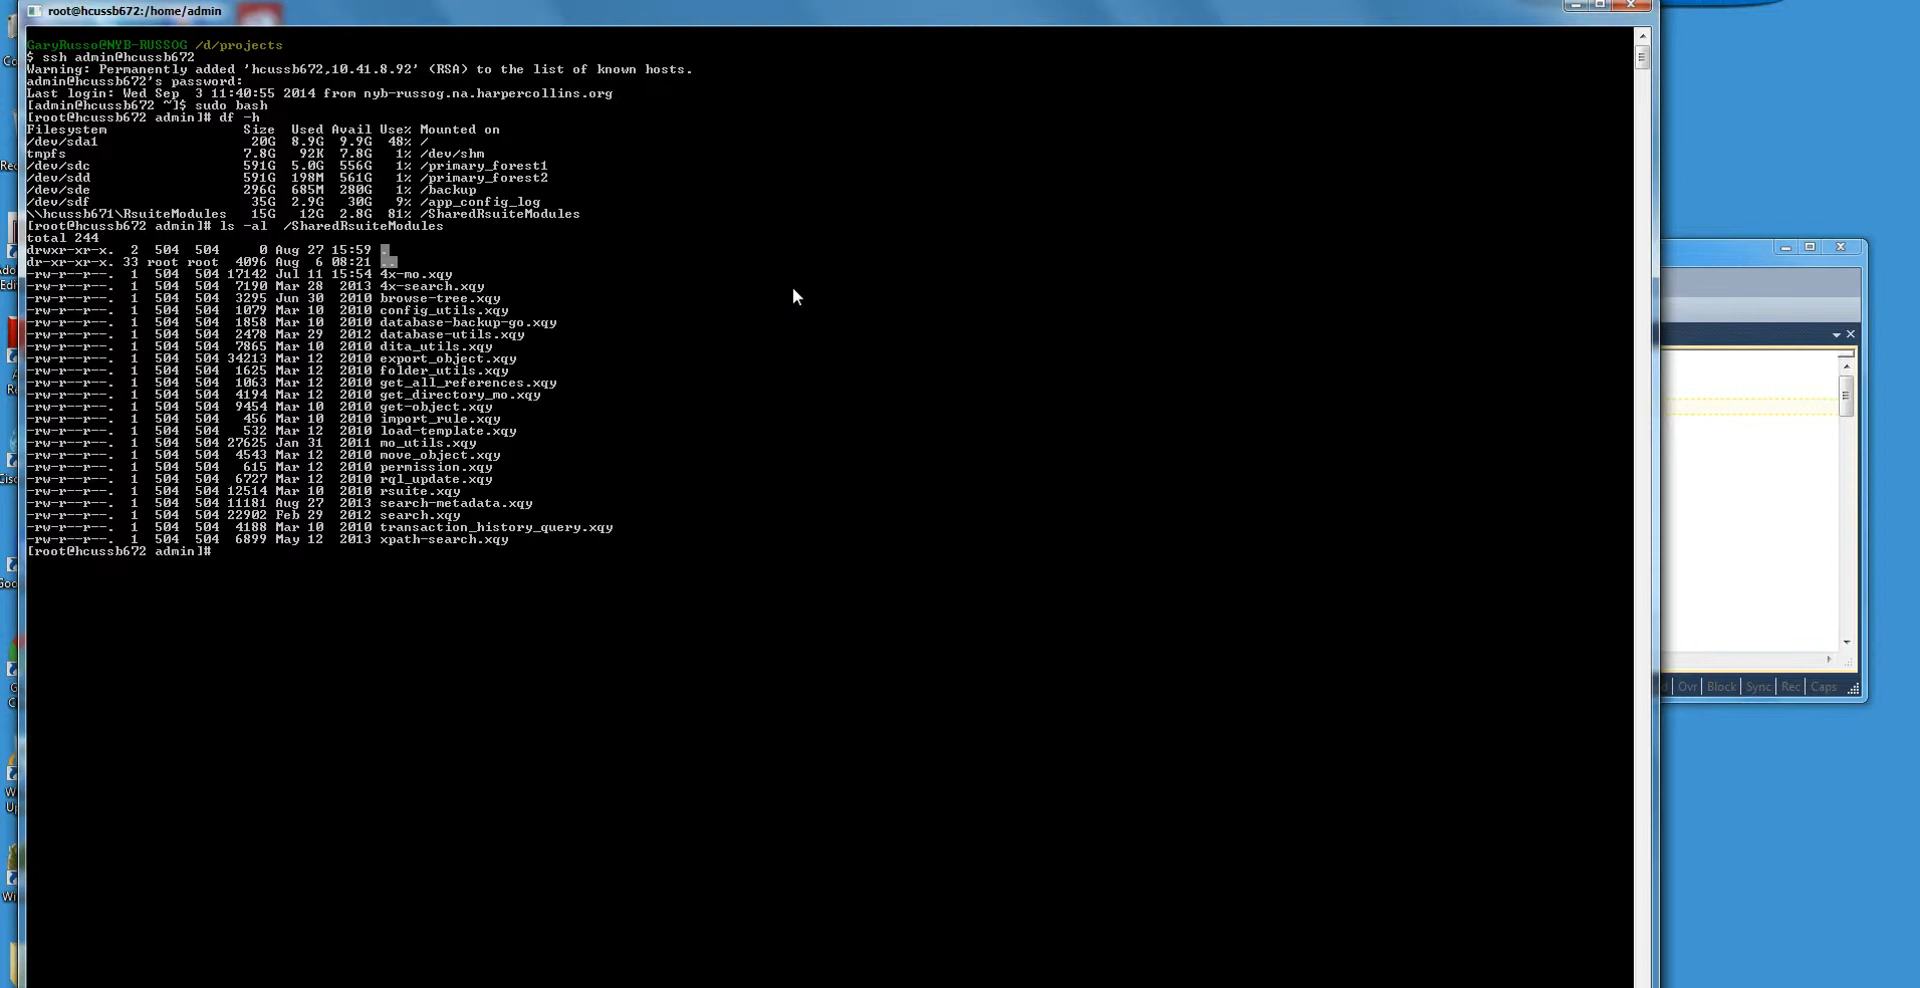 root@hcussb672:/home/admin
GaryRusso@NYB-RUSSOG /d/projects
$ ssh admin@hcussb672
Warning: Permanently added 'hcussb672,10.41.8.92' (RSA) to the list of known hosts.
admin@hcussb672's password:
Last login: Wed Sep  3 11:40:55 2014 from nyb-russog.na.harpercollins.org
[admin@hcussb672 ~]$ sudo bash
[root@hcussb672 admin]# df -h
Filesystem Size Used Avail Use% Mounted on
/dev/sda1 20G 8.9G 9.9G 48% /
tmpfs 7.8G 92K 7.8G 1% /dev/shm
/dev/sdc 591G 5.0G 556G 1% /primary_forest1
/dev/sdd 591G 198M 561G 1% /primary_forest2
/dev/sde 296G 685M 280G 1% /backup
/dev/sdf 35G 2.9G 30G 9% /app_config_log
\\hcussb671\RsuiteModules 15G 12G 2.8G 81% /SharedRsuiteModules
[root@hcussb672 admin]# ls -al  /SharedRsuiteModules
total 244
drwxr-xr-x. 2 504 504 0 Aug 27 15:59 .
dr-xr-xr-x. 33 root root 4096 Aug 6 08:21 ..
-rw-r--r--. 1 504 504 17142 Jul 11 15:54 4x-mo.xqy
-rw-r--r--. 1 504 504 7190 Mar 28 2013 4x-search.xqy
-rw-r--r--. 1 504 504 3295 Jun 30 2010 browse-tree.xqy
-rw-r--r--. 1 504 504 1079 Mar 10 2010 config_utils.xqy
-rw-r--r--. 1 504 504 1858 Mar 10 2010 database-backup-go.xqy
-rw-r--r--. 1 504 504 2478 Mar 29 2012 database-utils.xqy
-rw-r--r--. 1 504 504 7865 Mar 10 2010 dita_utils.xqy
-rw-r--r--. 1 504 504 34213 Mar 12 2010 export_object.xqy
-rw-r--r--. 1 504 504 1625 Mar 12 2010 folder_utils.xqy
-rw-r--r--. 1 504 504 1063 Mar 12 2010 get_all_references.xqy
-rw-r--r--. 1 504 504 4194 Mar 12 2010 get_directory_mo.xqy
-rw-r--r--. 1 504 504 9454 Mar 10 2010 get-object.xqy
-rw-r--r--. 1 504 504 456 Mar 10 2010 import_rule.xqy
-rw-r--r--. 1 504 504 532 Mar 12 2010 load-template.xqy
-rw-r--r--. 1 504 504 27625 Jan 31 2011 mo_utils.xqy
-rw-r--r--. 1 504 504 4543 Mar 12 2010 move_object.xqy
-rw-r--r--. 1 504 504 615 Mar 12 2010 permission.xqy
-rw-r--r--. 1 504 504 6727 Mar 12 2010 rql_update.xqy
-rw-r--r--. 1 504 504 12514 Mar 10 2010 rsuite.xqy
-rw-r--r--. 1 504 504 11181 Aug 27 2013 search-metadata.xqy
-rw-r--r--. 1 504 504 22902 Feb 29 2012 search.xqy
-rw-r--r--. 1 504 504 4188 Mar 10 2010 transaction_history_query.xqy
-rw-r--r--. 1 504 504 6899 May 12 2013 xpath-search.xqy
[root@hcussb672 admin]#
Ovr Block Sync Rec Caps